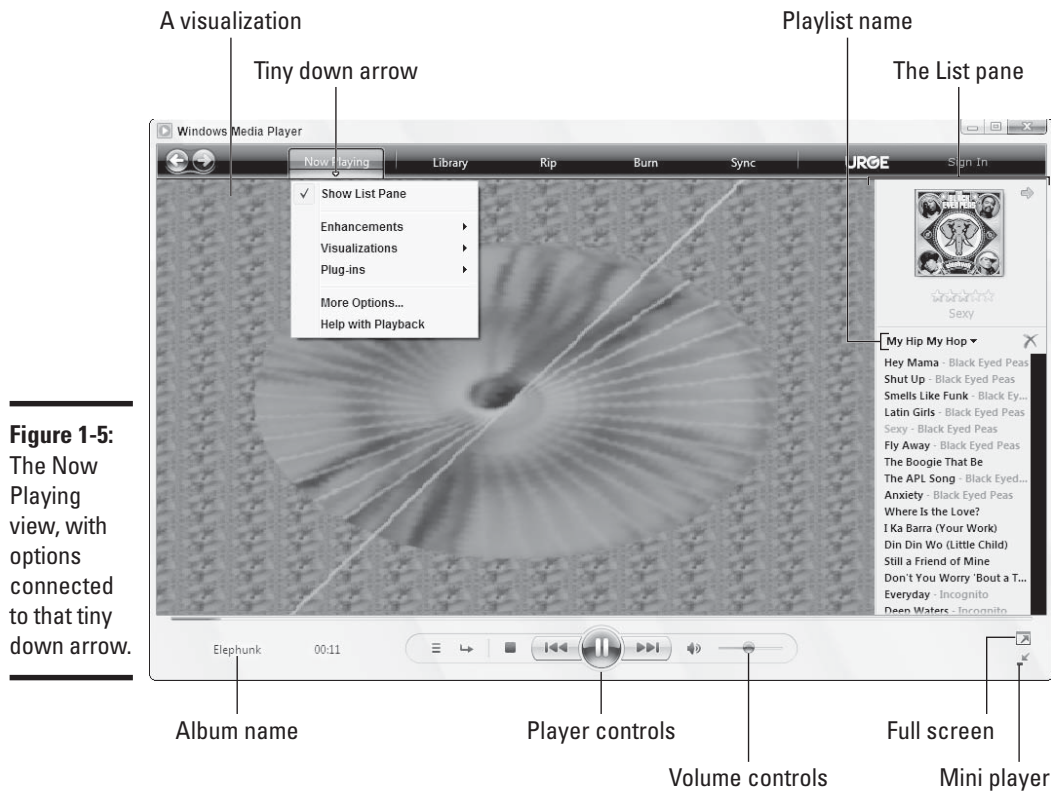 A visualization
Playlist name
Tiny down arrow
The List pane
Windows Media Player
Now Playing
Library
Rip
Burn
Sync
URGE
Sign In
Show List Pane
Enhancements
Visualizations
Plug-ins
More Options...
Help with Playback
BLACK EYED PEAS
Sexy
My Hip My Hop
Hey Mama - Black Eyed Peas
Shut Up - Black Eyed Peas
Smells Like Funk - Black Ey...
Latin Girls - Black Eyed Peas
Sexy - Black Eyed Peas
Fly Away - Black Eyed Peas
The Boogie That Be
The APL Song - Black Eyed...
Anxiety - Black Eyed Peas
Where Is the Love?
I Ka Barra (Your Work)
Din Din Wo (Little Child)
Still a Friend of Mine
Don't You Worry 'Bout a T...
Everyday - Incognito
Deep Waters - Incognito
Figure 1-5:
The Now
Playing
view, with
options
connected
to that tiny
down arrow.
Elephunk
00:11
Album name
Player controls
Full screen
Volume controls
Mini player